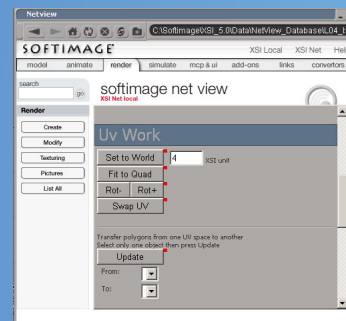 Netview
C:\Softimage\XSI_5.0\Data\NetView_Database\L04_b
SOFTIMAGE
XSI Local XSI Net Hel
model animate render simulate mcp & ui add-ons links convertors
search
go:
softimage net view
XSI Net local
Render
Create
Modify
Texturing
Pictures
List All
Uv Work
Set to World 4 XSI unit
Fit to Quad
Rot- Rot+
Swap UV
Transfer polygons from one UV space to another
Select only one object then press Update
Update
From:
To: